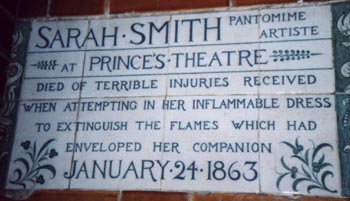 SARAH · SMITH PANTOMIME ARTISTE
AT PRINCE'S · THEATRE
DIED OF TERRIBLE INJURIES RECEIVED
WHEN ATTEMPTING IN HER INFLAMMABLE DRESS
TO EXTINGUISH THE FLAMES WHICH HAD
ENVELOPED HER COMPANION
JANUARY · 24 · 1863